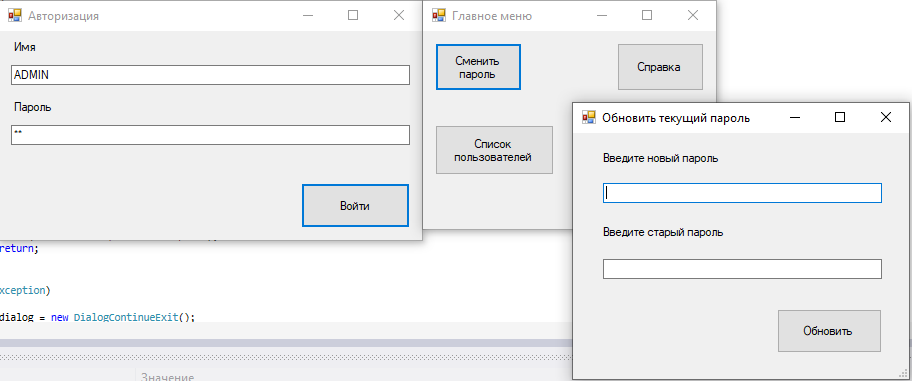 Авторизация
Имя
ADMIN
Пароль
**
Войти
Главное меню
Сменить
пароль
Справка
Список
пользователей
Обновить текущий пароль
Введите новый пароль
Введите старый пароль
Обновить
return;
xception)
dialog = new DialogContinueExit();
Значение